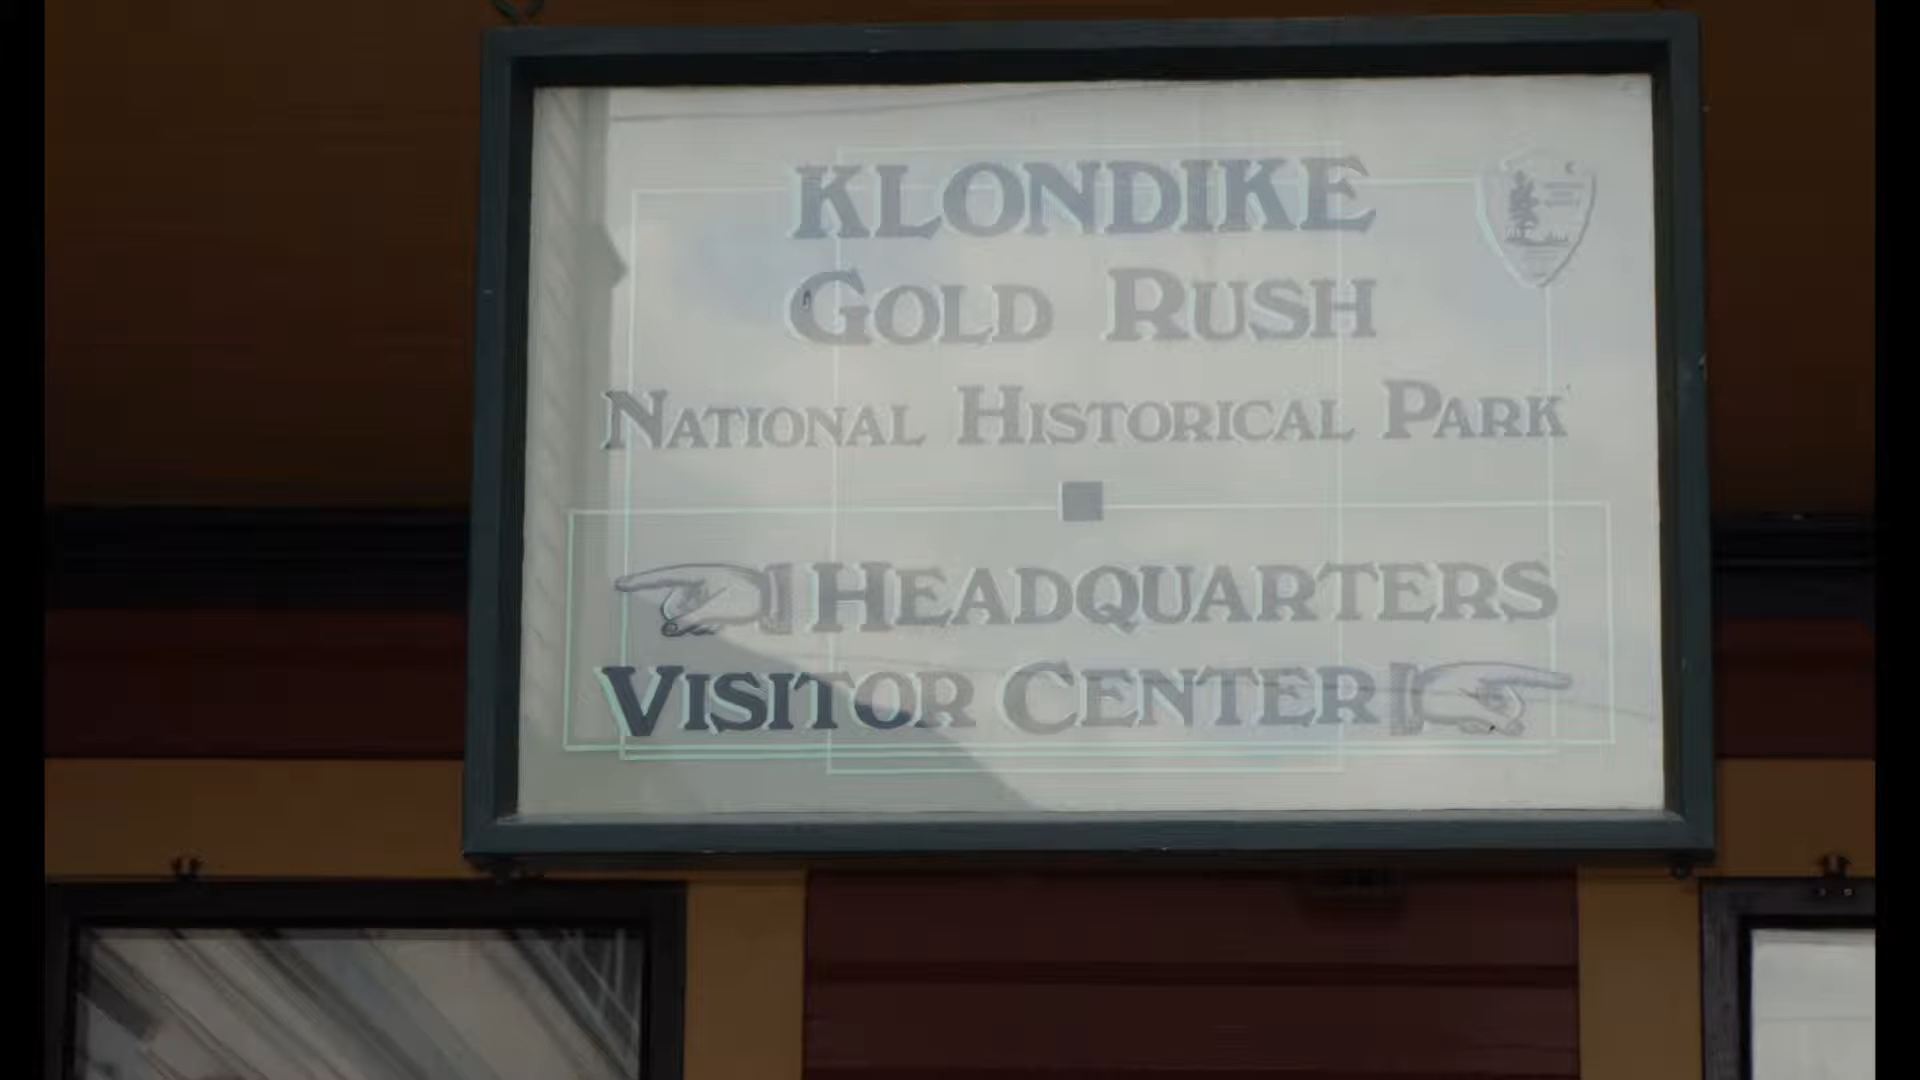 KLONDIKE
GOLD RUSH
NATIONAL HISTORICAL PARK
HEADQUARTERS
VISITOR CENTER